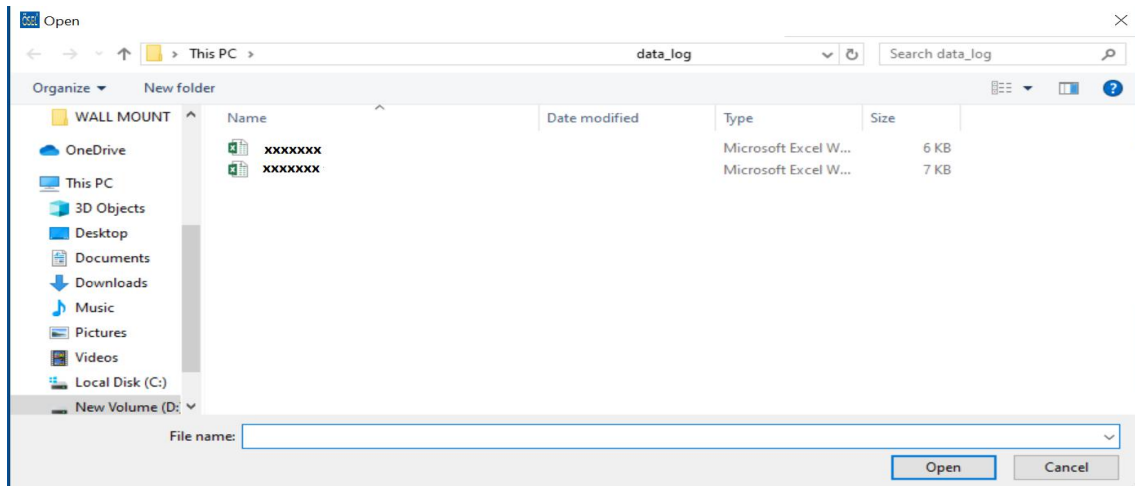 Open
This PC > data_log
Search data_log
Organize New folder
Name Date modified Type Size
xxxxxxx Microsoft Excel W... 6 KB
xxxxxxx Microsoft Excel W... 7 KB
WALL MOUNT
OneDrive
This PC
3D Objects
Desktop
Documents
Downloads
Music
Pictures
Videos
Local Disk (C:)
New Volume (D:
File name:
Open Cancel